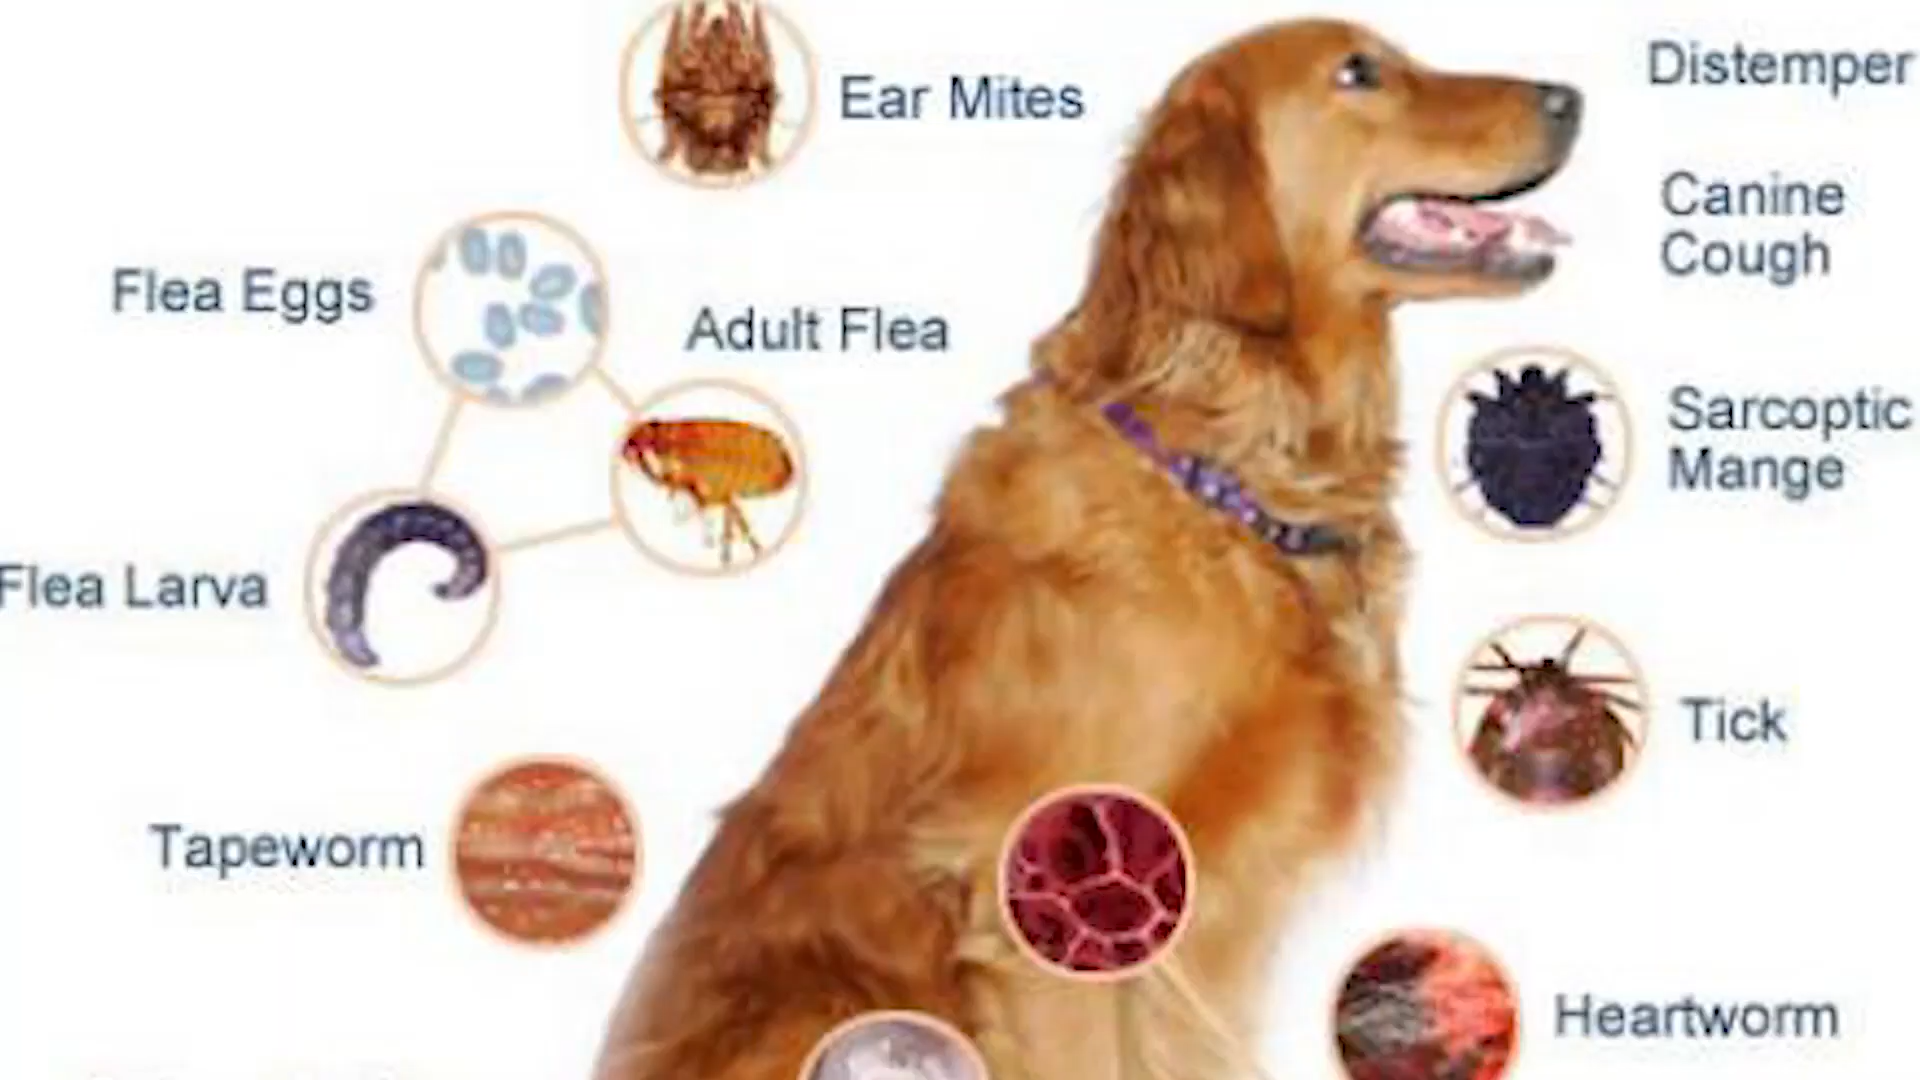 Ear Mites
Distemper
Canine
Cough
Flea Eggs
Adult Flea
Sarcoptic
Mange
Flea Larva
Tick
Tapeworm
Heartworm